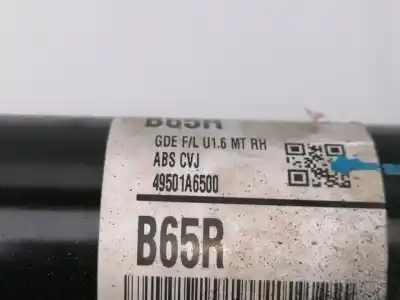 B65R
GDE F/L U1.6 MT RH
ABS CVJ
49501A6500
B65R